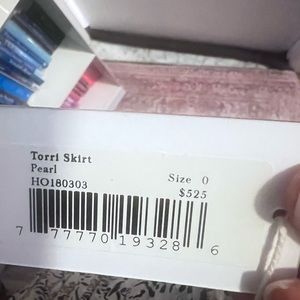 Torri Skirt
Pearl
HO180303
Size 0
$525
7 77770 19328 6